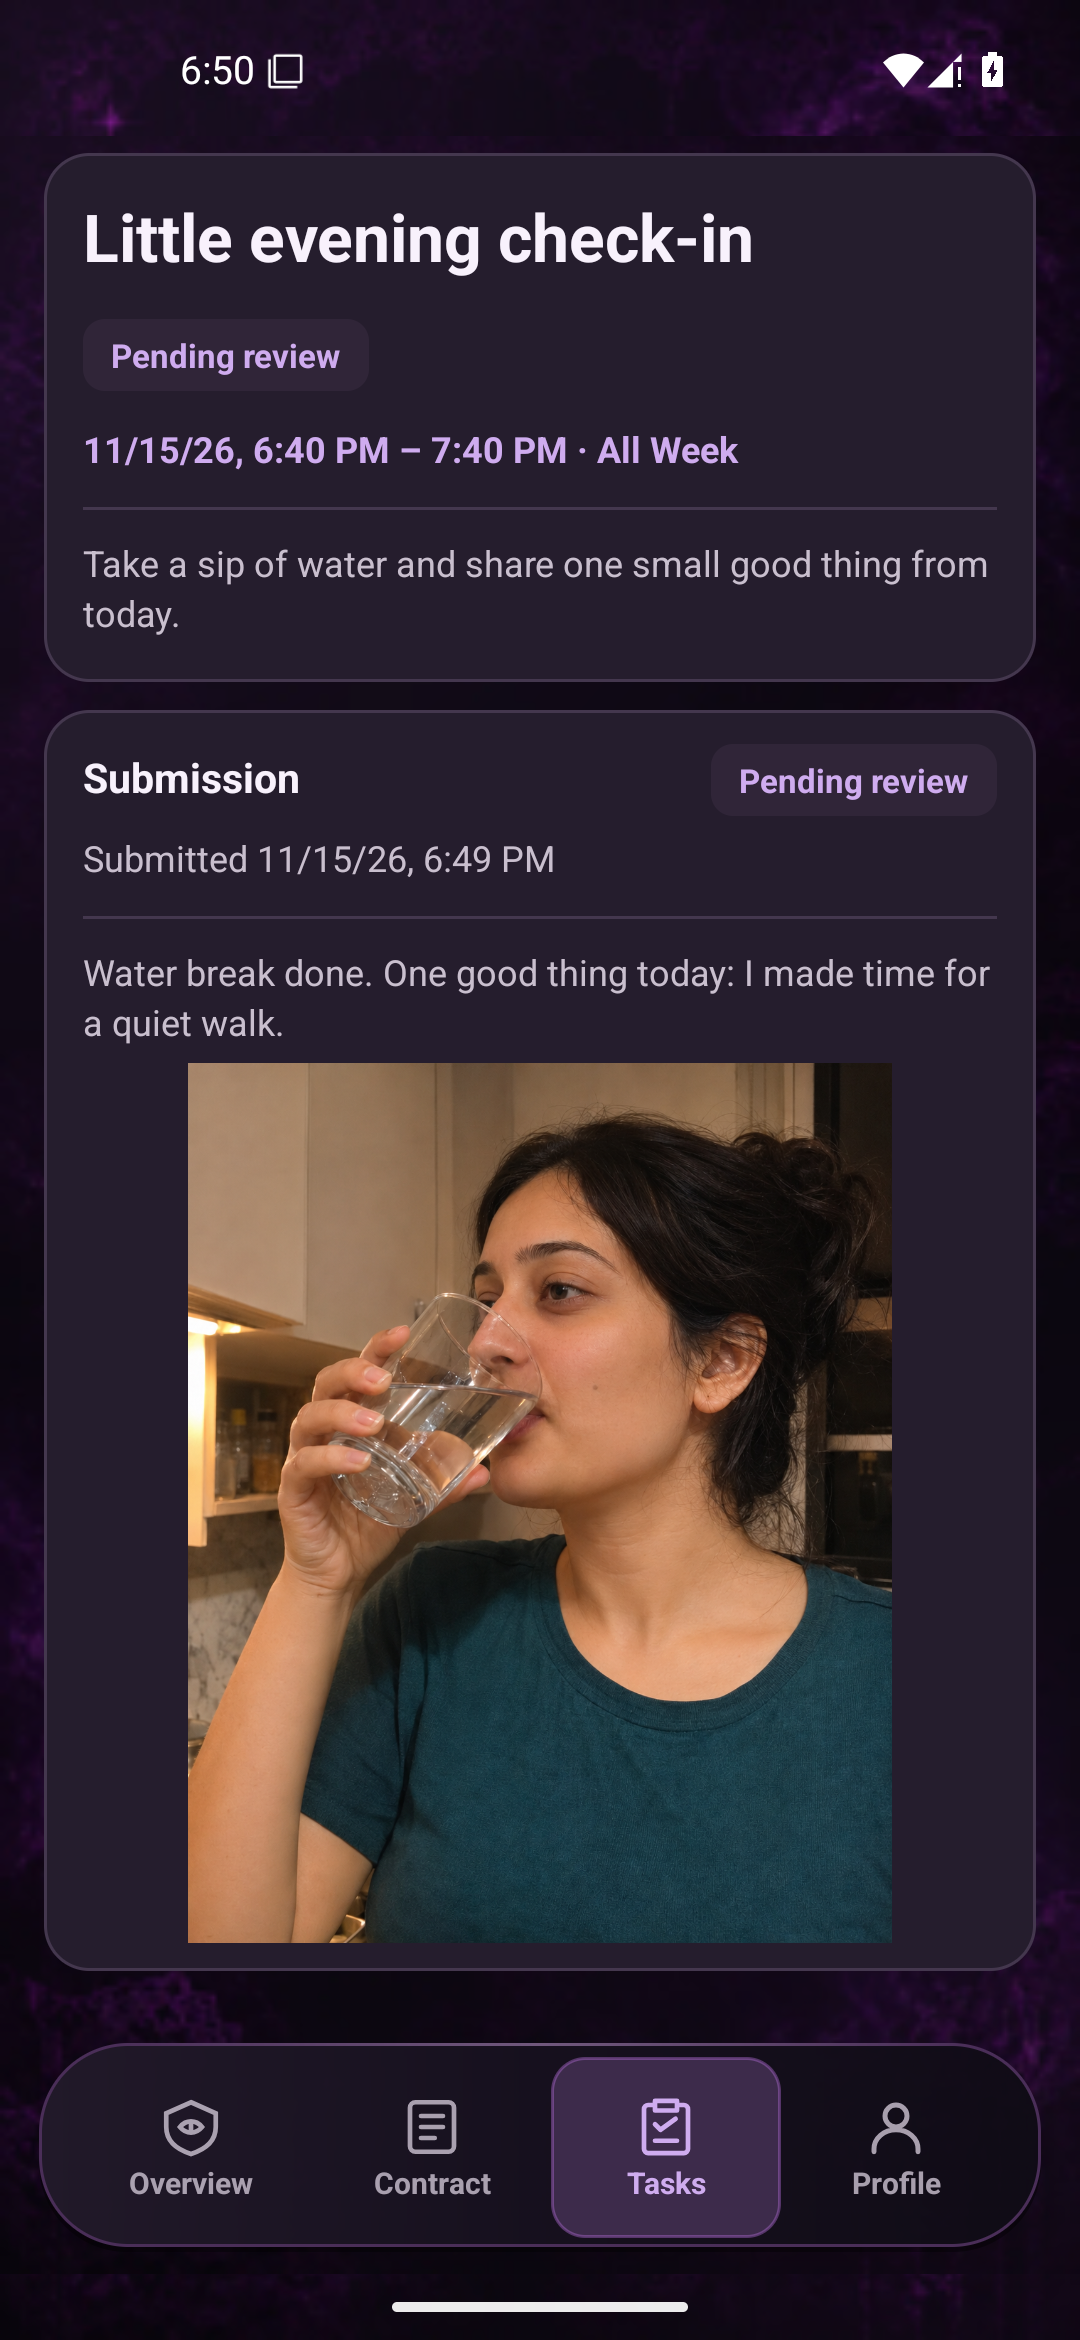 6:50
Little evening check-in
Pending review
11/15/26, 6:40 PM – 7:40 PM · All Week
Take a sip of water and share one small good thing from
today.
Submission
Pending review
Submitted 11/15/26, 6:49 PM
Water break done. One good thing today: I made time for
a quiet walk.
Overview
Contract
Tasks
Profile